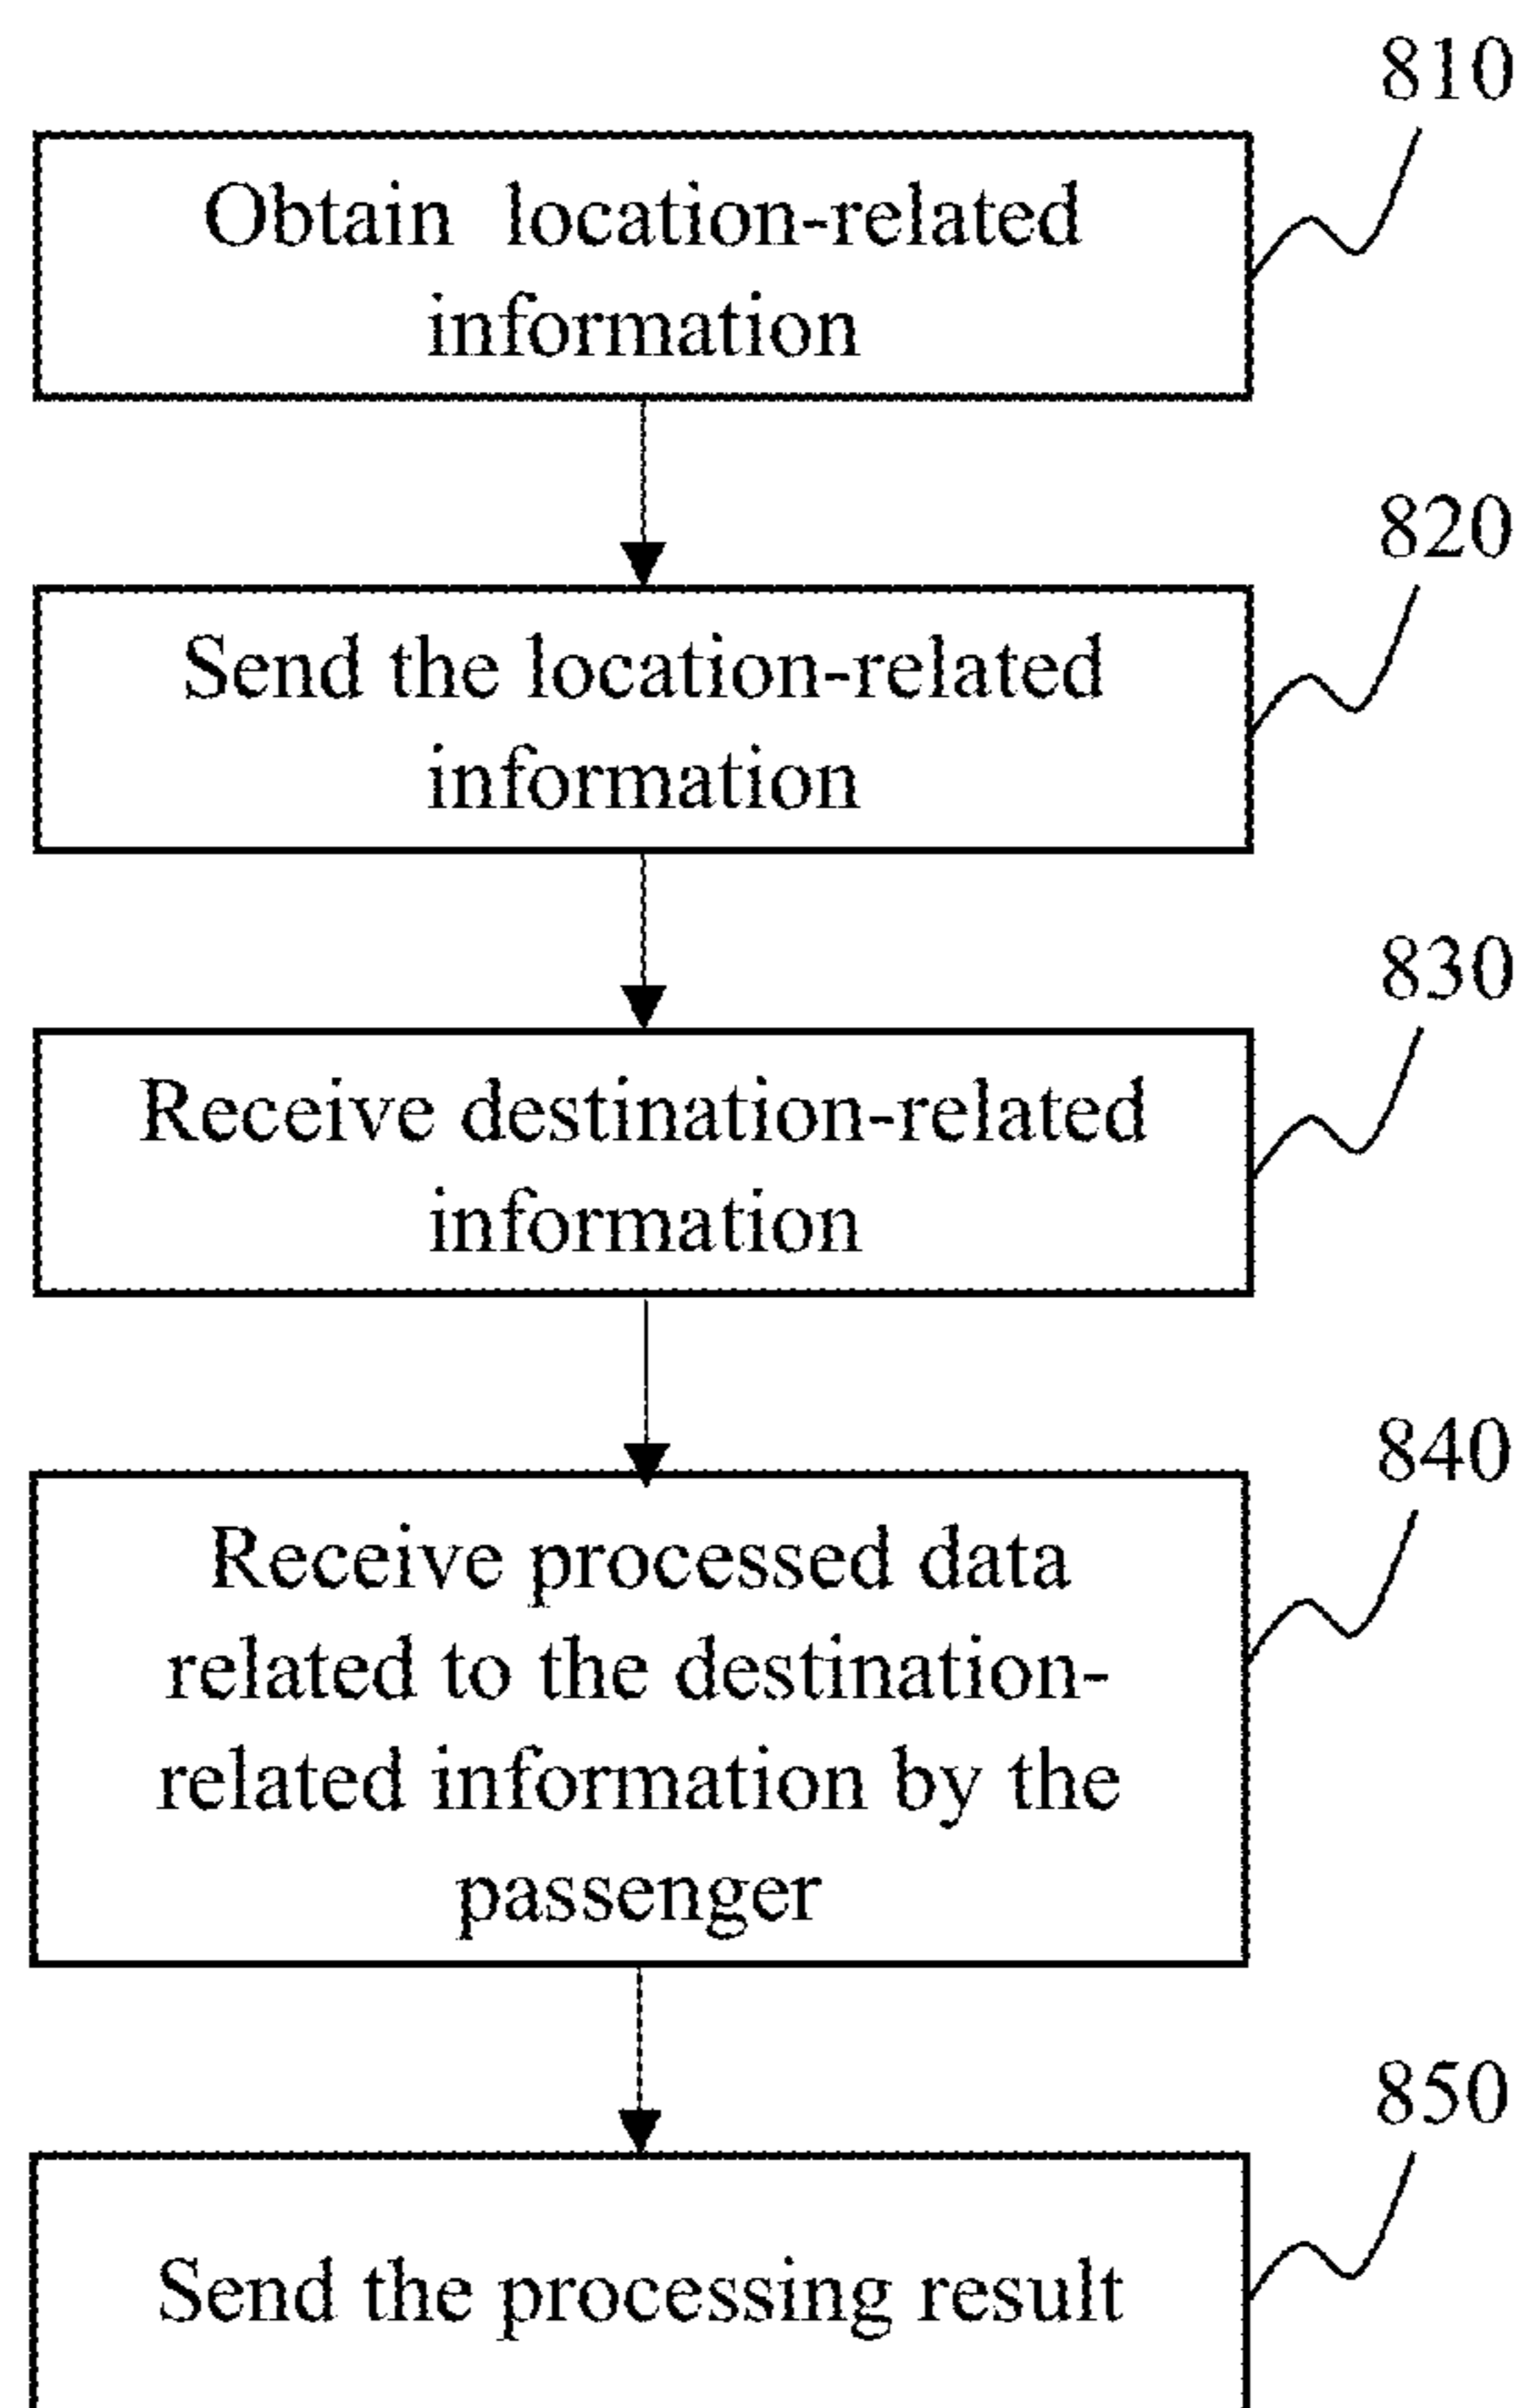 810
Obtain location-related
information
820
Send the location-related
information
830
Receive destination-related
information
840
Receive processed data
related to the destination-
related information by the
passenger
850
Send the processing result